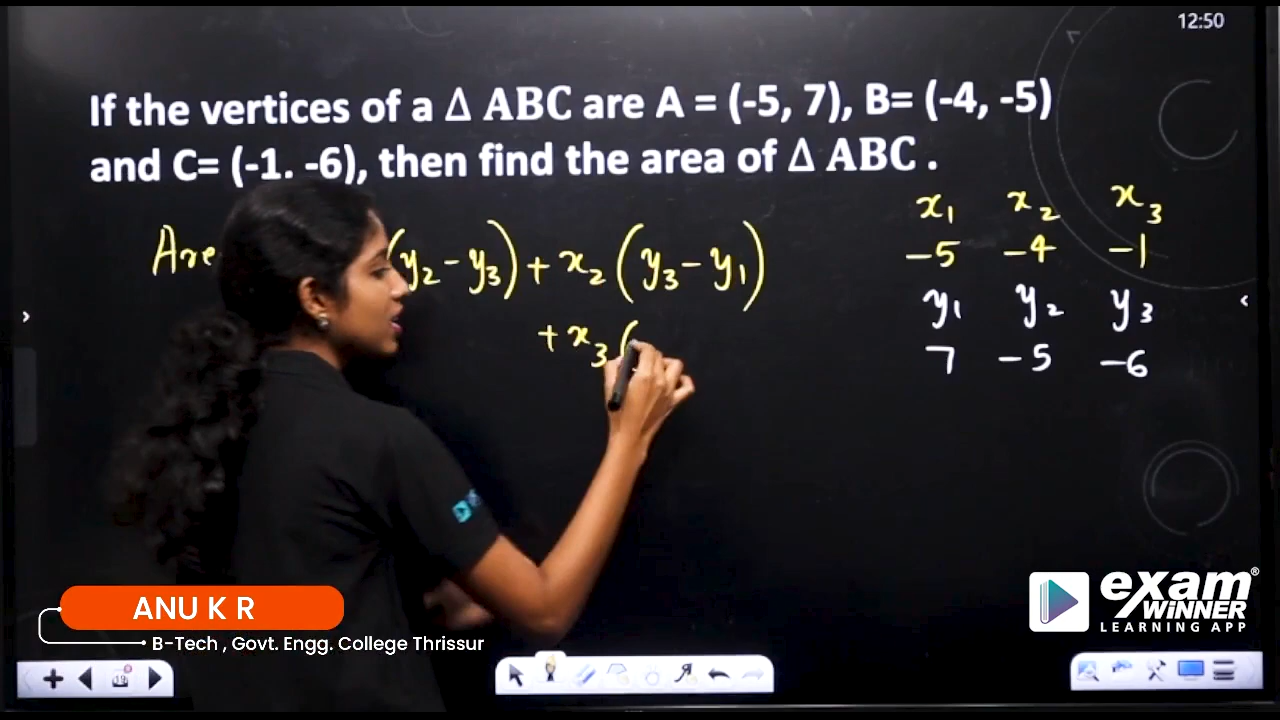 12:50
If the vertices of a Δ ABC are A = (-5, 7), B= (-4, -5)
and C= (-1. -6), then find the area of Δ ABC .
x₁ x₂ x₃
-5 -4 -1
Are (y₂ - y₃) + x₂ (y₃ - y₁)
+ x₃ (
y₁ y₂ y₃
7 -5 -6
ANU K R
B-Tech , Govt. Engg. College Thrissur
exam®
WINNER
LEARNING APP